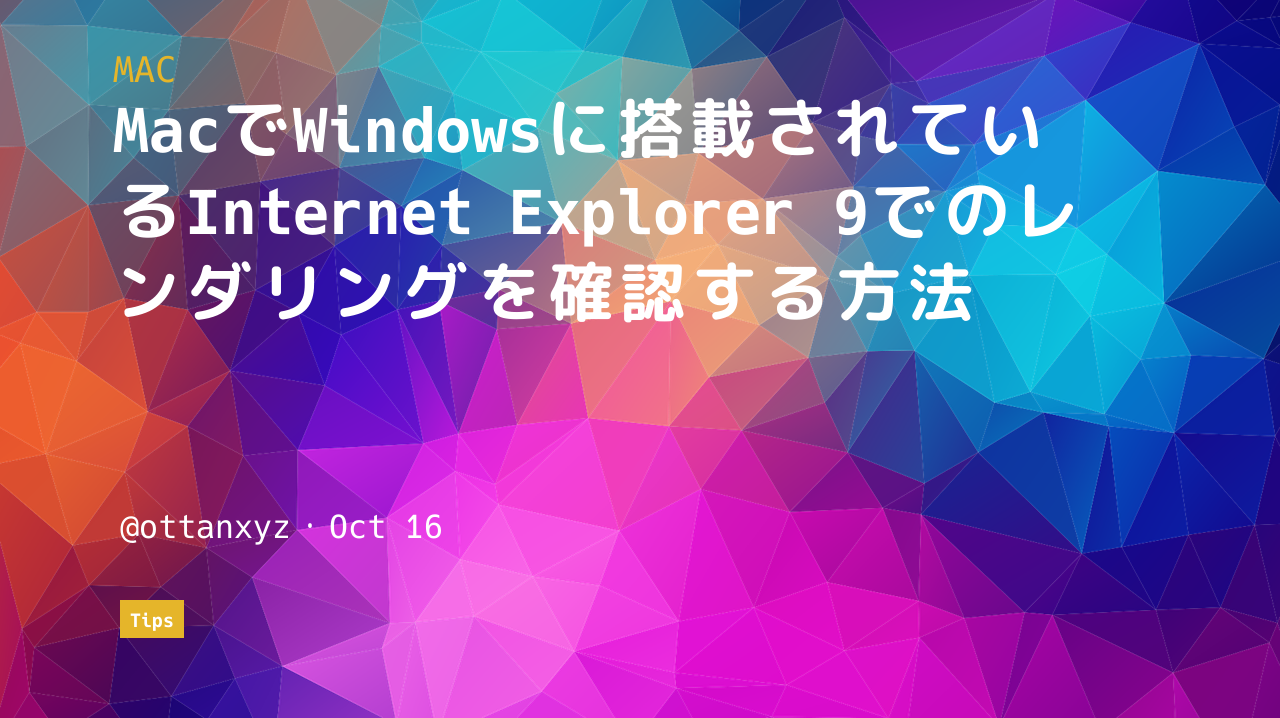 MAC
MacでWindowsに搭載されてい
るInternet Explorer 9でのレ
ンダリングを確認する方法
@ottanxyz・Oct 16
Tips